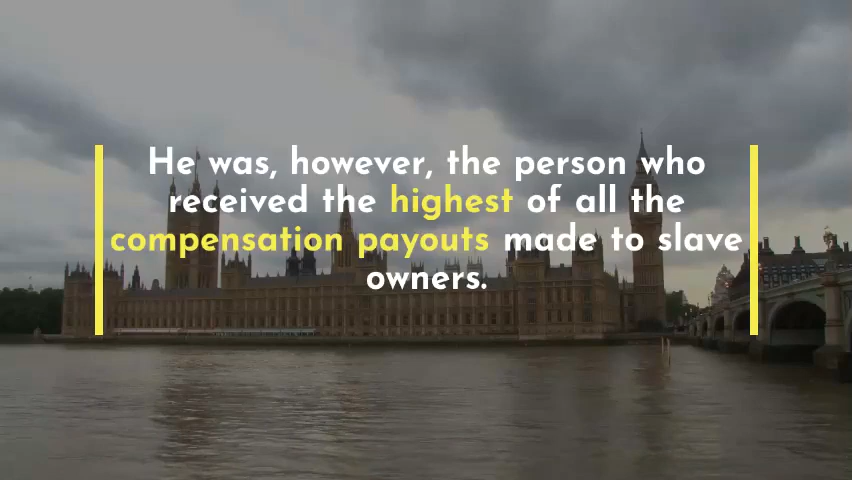 He was, however, the person who
received the highest of all the
compensation payouts made to slave
owners.